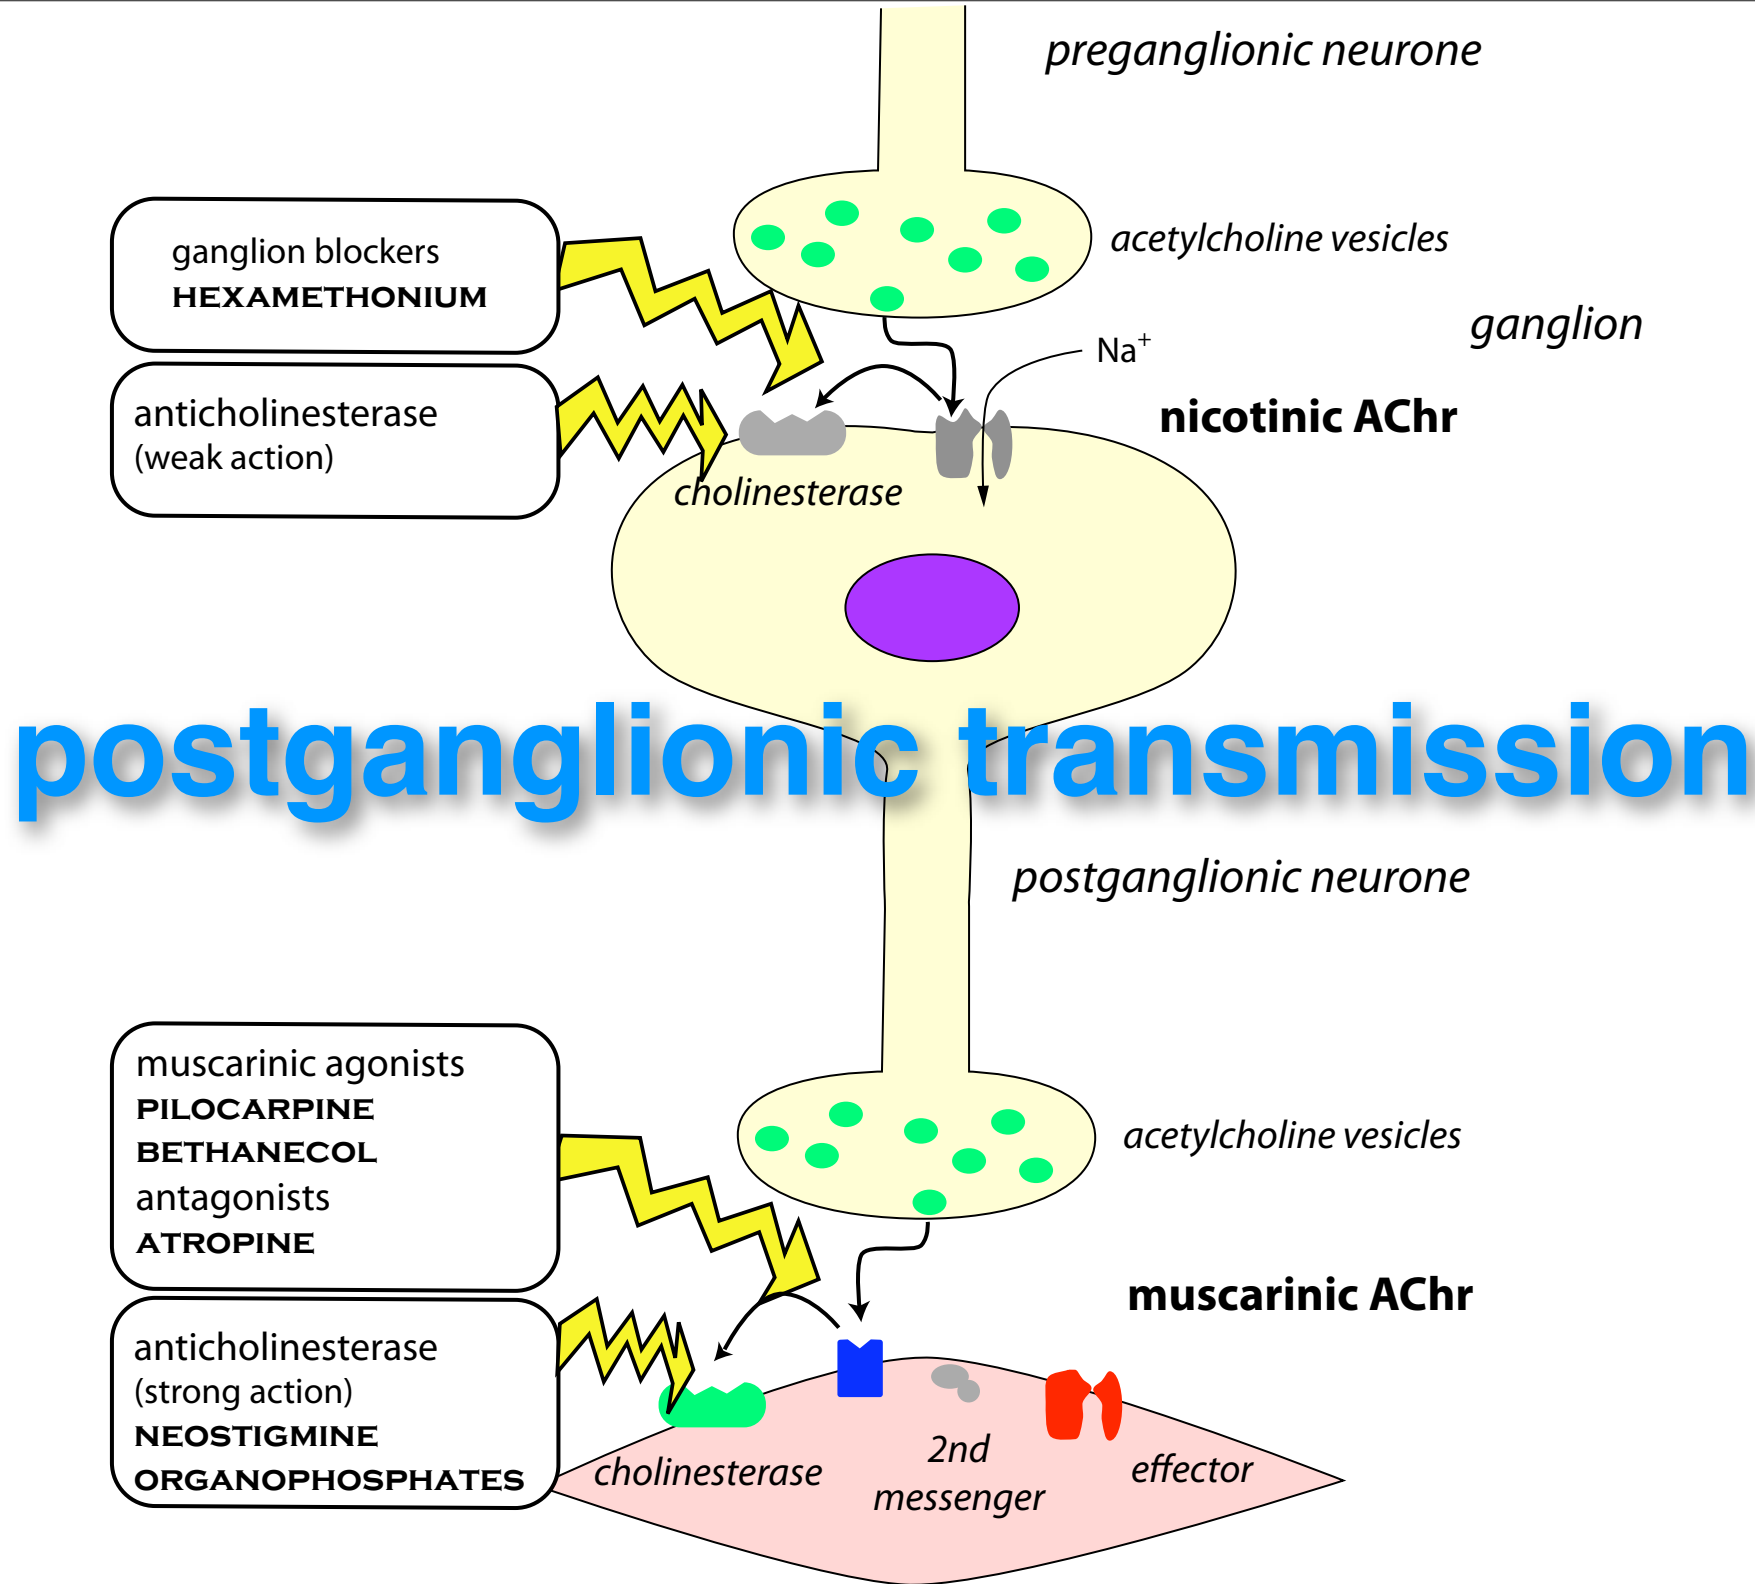 preganglionic neurone
acetylcholine vesicles
ganglion blockers
HEXAMETHONIUM
ganglion
Na⁺
anticholinesterase
(weak action)
nicotinic AChr
cholinesterase
postganglionic transmission
postganglionic neurone
muscarinic agonists
PILOCARPINE
BETHANECOL
antagonists
ATROPINE
acetylcholine vesicles
muscarinic AChr
anticholinesterase
(strong action)
NEOSTIGMINE
ORGANOPHOSPHATES
cholinesterase
2nd
messenger
effector